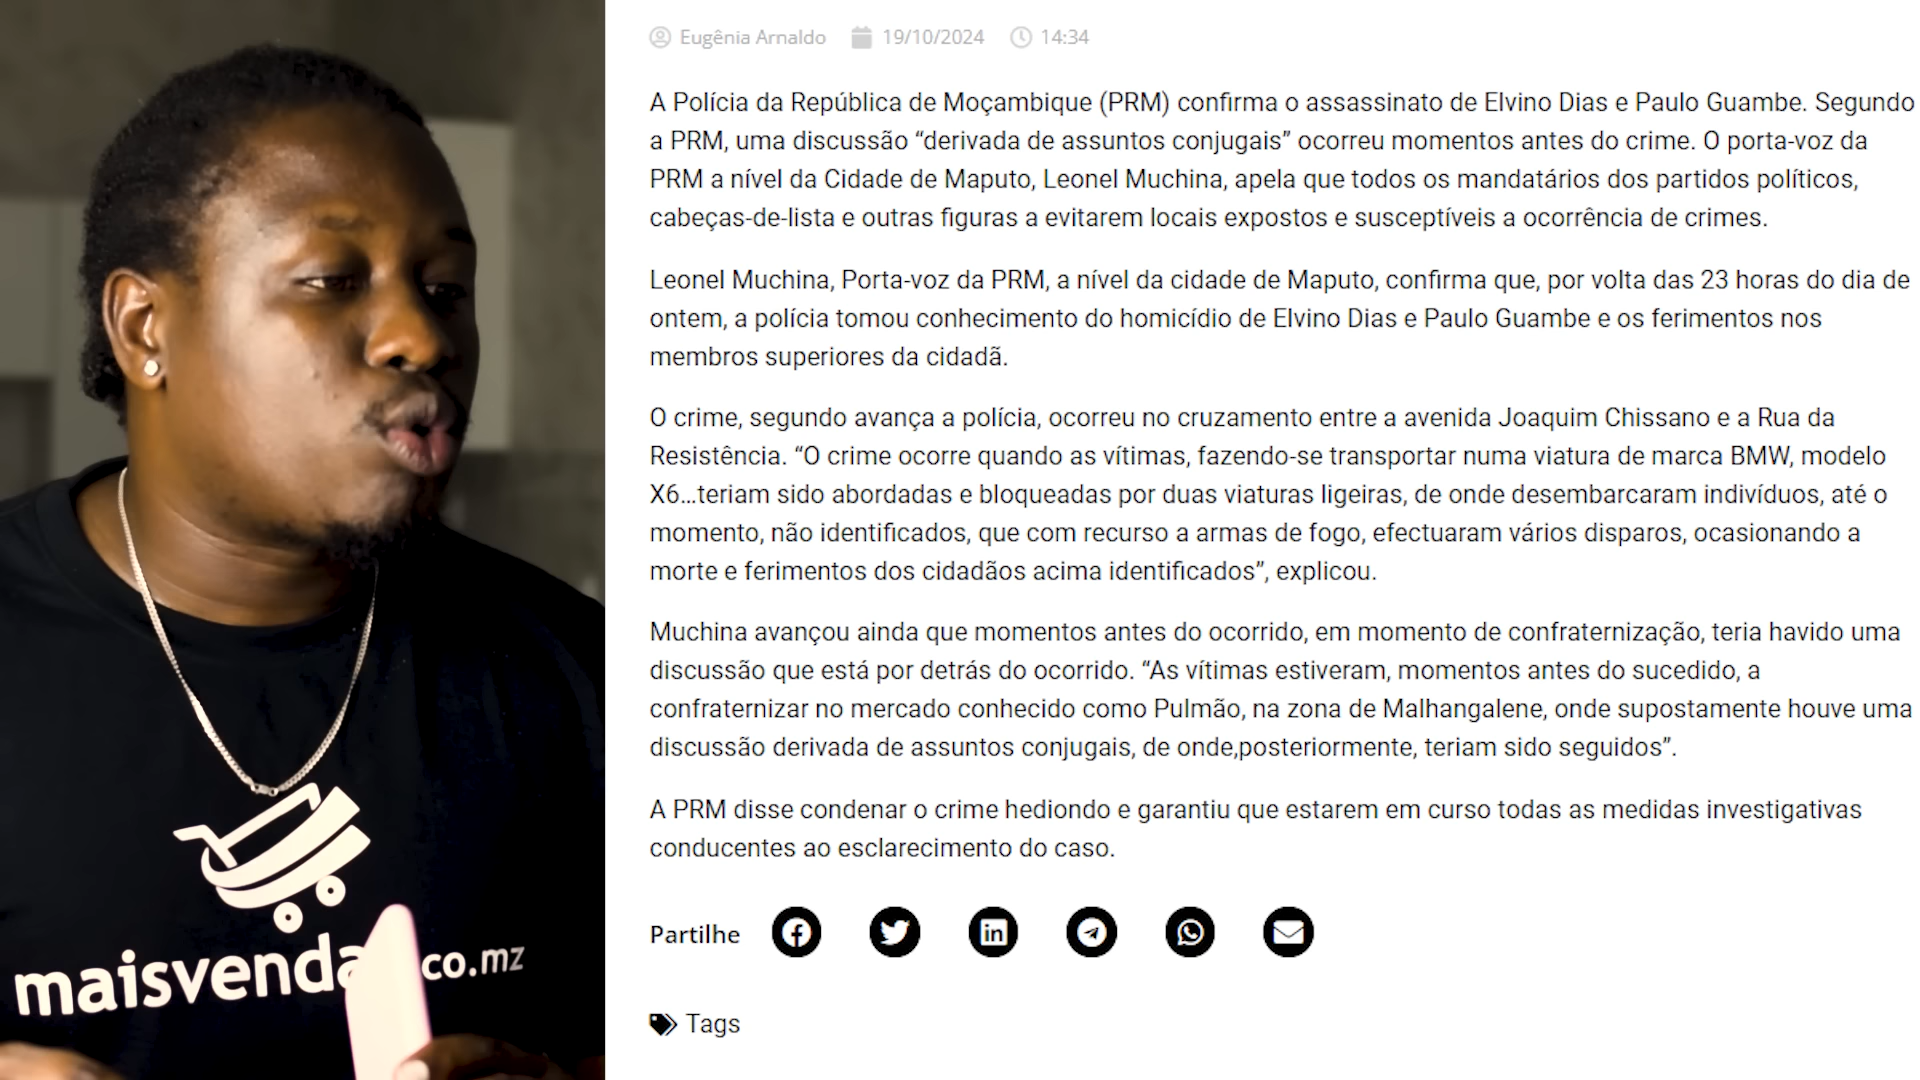 Eugênia Arnaldo 19/10/2024 14:34
A Polícia da República de Moçambique (PRM) confirma o assassinato de Elvino Dias e Paulo Guambe. Segundo
a PRM, uma discussão “derivada de assuntos conjugais” ocorreu momentos antes do crime. O porta-voz da
PRM a nível da Cidade de Maputo, Leonel Muchina, apela que todos os mandatários dos partidos políticos,
cabeças-de-lista e outras figuras a evitarem locais expostos e susceptíveis a ocorrência de crimes.
Leonel Muchina, Porta-voz da PRM, a nível da cidade de Maputo, confirma que, por volta das 23 horas do dia de
ontem, a polícia tomou conhecimento do homicídio de Elvino Dias e Paulo Guambe e os ferimentos nos
membros superiores da cidadã.
O crime, segundo avança a polícia, ocorreu no cruzamento entre a avenida Joaquim Chissano e a Rua da
Resistência. “O crime ocorre quando as vítimas, fazendo-se transportar numa viatura de marca BMW, modelo
X6…teriam sido abordadas e bloqueadas por duas viaturas ligeiras, de onde desembarcaram indivíduos, até o
momento, não identificados, que com recurso a armas de fogo, efectuaram vários disparos, ocasionando a
morte e ferimentos dos cidadãos acima identificados”, explicou.
Muchina avançou ainda que momentos antes do ocorrido, em momento de confraternização, teria havido uma
discussão que está por detrás do ocorrido. “As vítimas estiveram, momentos antes do sucedido, a
confraternizar no mercado conhecido como Pulmão, na zona de Malhangalene, onde supostamente houve uma
discussão derivada de assuntos conjugais, de onde,posteriormente, teriam sido seguidos”.
A PRM disse condenar o crime hediondo e garantiu que estarem em curso todas as medidas investigativas
conducentes ao esclarecimento do caso.
Partilhe
Tags
maisvenda co.mz